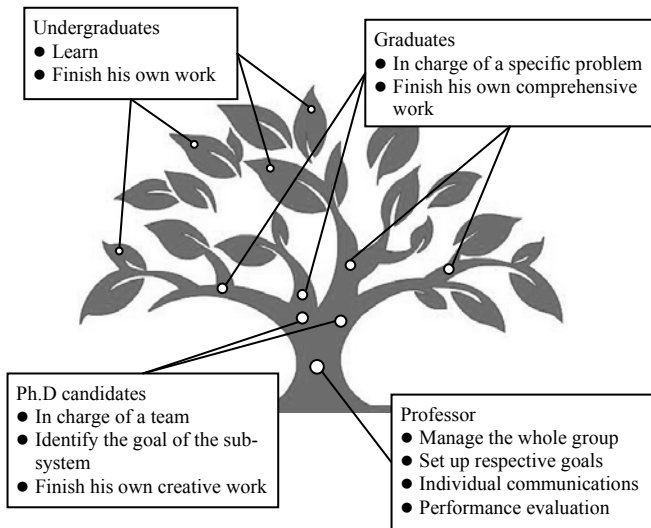 Undergraduates
● Learn
● Finish his own work
Graduates
● In charge of a specific problem
● Finish his own comprehensive
work
Ph.D candidates
● In charge of a team
● Identify the goal of the sub-
system
● Finish his own creative work
Professor
● Manage the whole group
● Set up respective goals
● Individual communications
● Performance evaluation